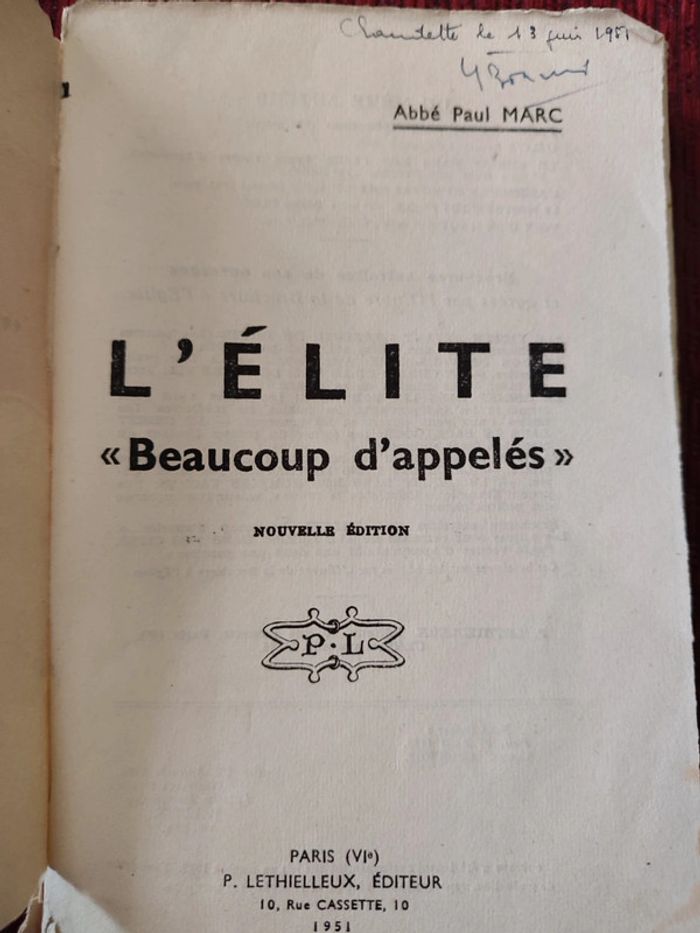 le 13 juin 1951
Abbé Paul MARC
L'ÉLITE
« Beaucoup d'appelés »
NOUVELLE ÉDITION
P·L
PARIS (VIᵉ)
P. LETHIELLEUX, ÉDITEUR
10, Rue CASSETTE, 10
1951